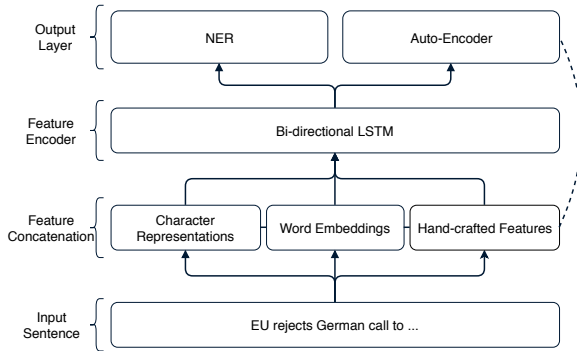 Output
Layer
NER
Auto-Encoder
Feature
Encoder
Bi-directional LSTM
Feature
Concatenation
Character
Representations
Word Embeddings
Hand-crafted Features
Input
Sentence
EU rejects German call to ...